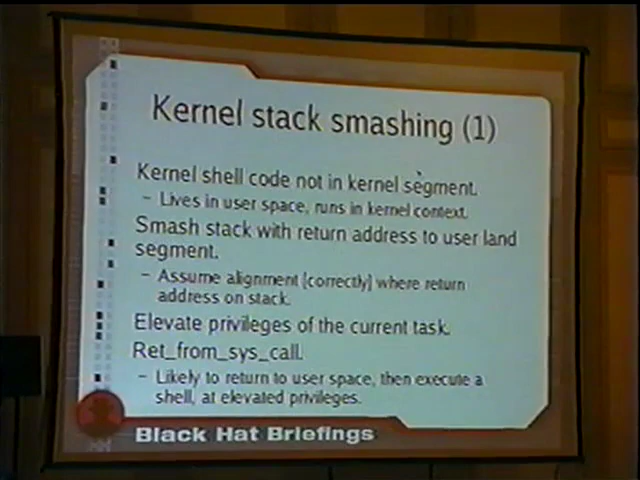 Kernel stack smashing (1)
Kernel shell code not in kernel segment.
– Lives in user space, runs in kernel context.
Smash stack with return address to user land
segment.
– Assume alignment (correctly) where return
address on stack.
Elevate privileges of the current task.
Ret_from_sys_call.
– Likely to return to user space, then execute a
shell, at elevated privileges.
Black Hat Briefings